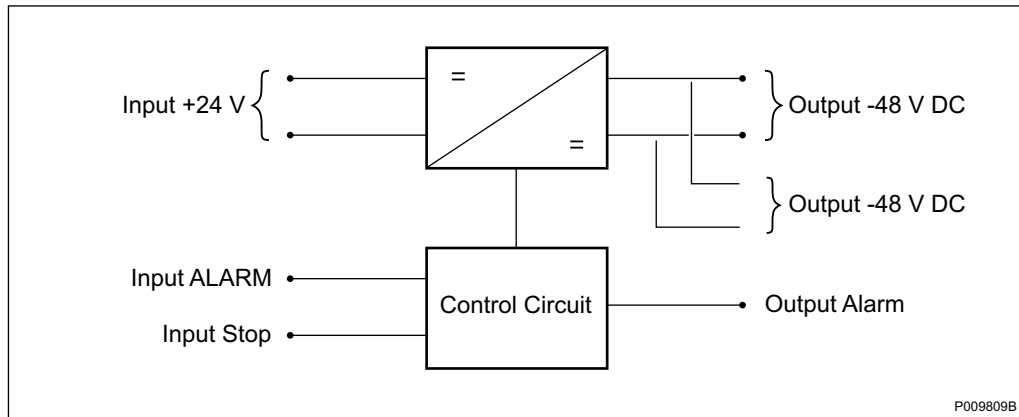 =
=
Input +24 V
Output -48 V DC
Output -48 V DC
Input ALARM
Input Stop
Control Circuit
Output Alarm
P009809B